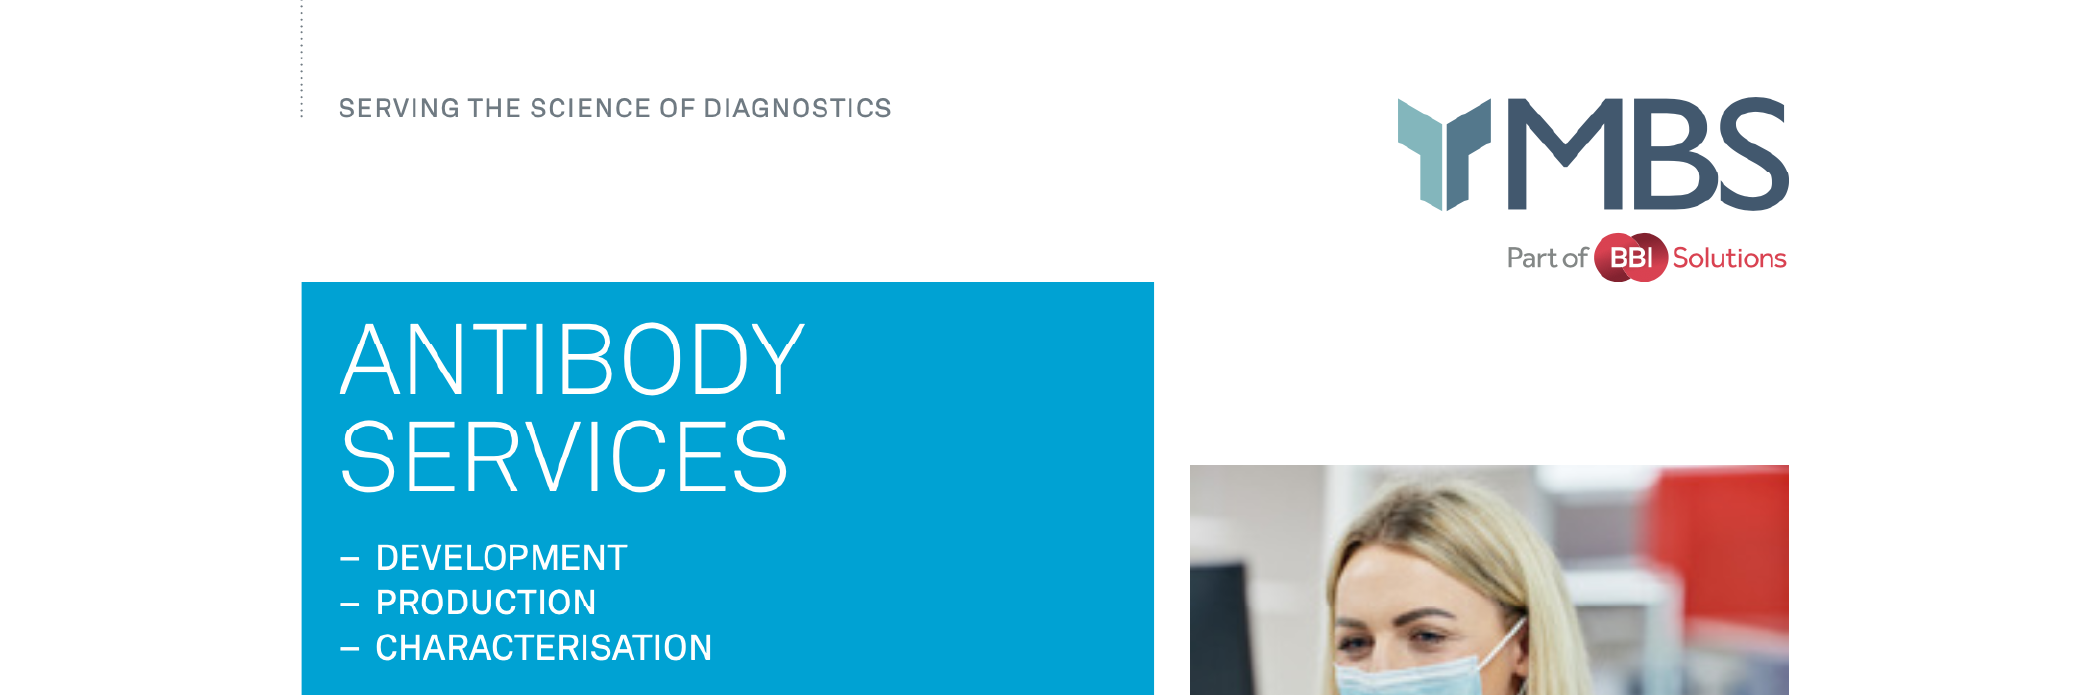 SERVING THE SCIENCE OF DIAGNOSTICS
MBS
Part of BBI Solutions
ANTIBODY
SERVICES
– DEVELOPMENT
– PRODUCTION
– CHARACTERISATION